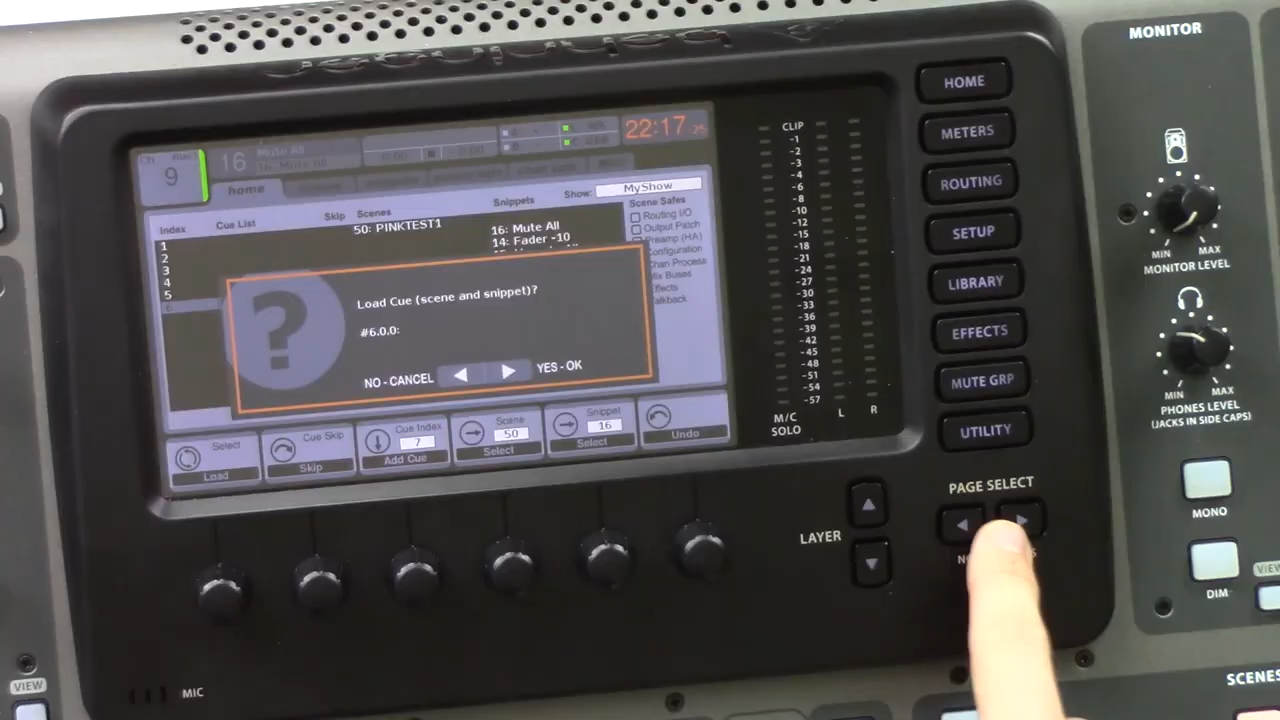 behringer
MONITOR
HOME
METERS
ROUTING
SETUP
LIBRARY
EFFECTS
MUTE GRP
UTILITY
9
16 Mute All
22:17
home
Show: MyShow
Index Cue List Skip Scenes Snippets
Scene Safes
1
2
3
4
5
50: PINKTEST1
16: Mute All
14: Fader -10
Routing I/O
Output Patch
Preamp (HA)
Load Cue (scene and snippet)?
#6.0.0:
NO - CANCEL
YES - OK
Select
Load
Cue Skip
Skip
Cue Index
7
Add Cue
Scene
50
Select
Snippet
16
Select
Undo
CLIP
-1
-2
-3
-4
-6
-8
-10
-12
-15
-18
-21
-24
-27
-30
-33
-36
-39
-42
-45
-48
-51
-54
-57
M/C
SOLO
L R
PAGE SELECT
LAYER
MIN MAX
MONITOR LEVEL
MIN MAX
PHONES LEVEL
(JACKS IN SIDE CAPS)
MONO
DIM
VIEW
VIEW
MIC
SCENES